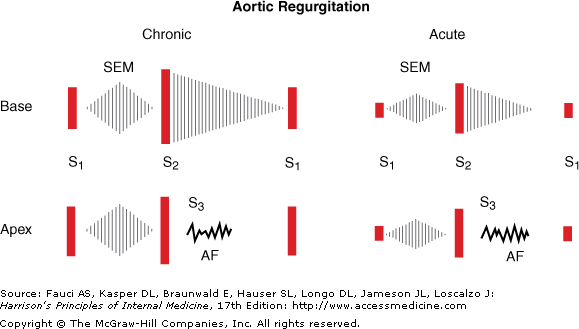 Aortic Regurgitation
Chronic Acute
SEM SEM
Base
S1 S2 S1 S1 S2 S1
S3 S3
Apex
AF AF
Source: Fauci AS, Kasper DL, Braunwald E, Hauser SL, Longo DL, Jameson JL, Loscalzo J:
Harrison's Principles of Internal Medicine, 17th Edition: http://www.accessmedicine.com
Copyright © The McGraw-Hill Companies, Inc. All rights reserved.